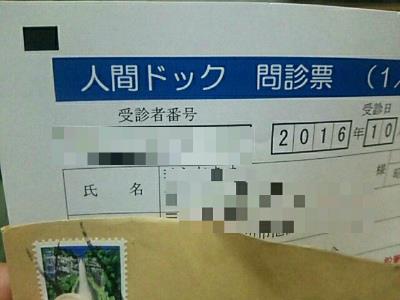 人間ドック 問診票 (1/
受診者番号
受診日
2016年10
氏名
様